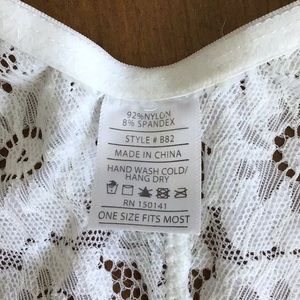 92%NYLON
8% SPANDEX
STYLE # B82
MADE IN CHINA
HAND WASH COLD/
HANG DRY
RN 150141
ONE SIZE FITS MOST